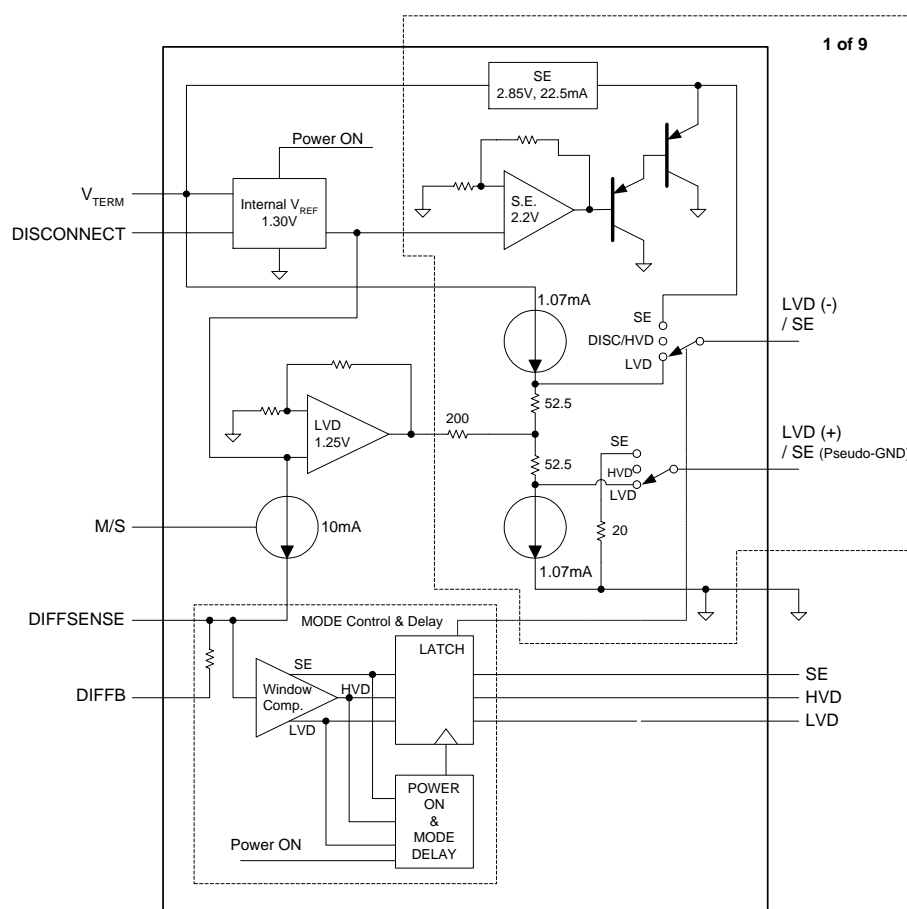 1 of 9
SE
2.85V, 22.5mA
Power ON
V_TERM
Internal V_REF
1.30V
S.E.
2.2V
DISCONNECT
1.07mA
LVD (-)
/ SE
SE
DISC/HVD
LVD
52.5
LVD
1.25V
200
LVD (+)
/ SE (Pseudo-GND)
SE
52.5
HVD
LVD
M/S
10mA
20
1.07mA
DIFFSENSE
MODE Control & Delay
LATCH
SE
SE
Window
Comp.
HVD
HVD
DIFFB
LVD
LVD
POWER
ON
&
MODE
DELAY
Power ON